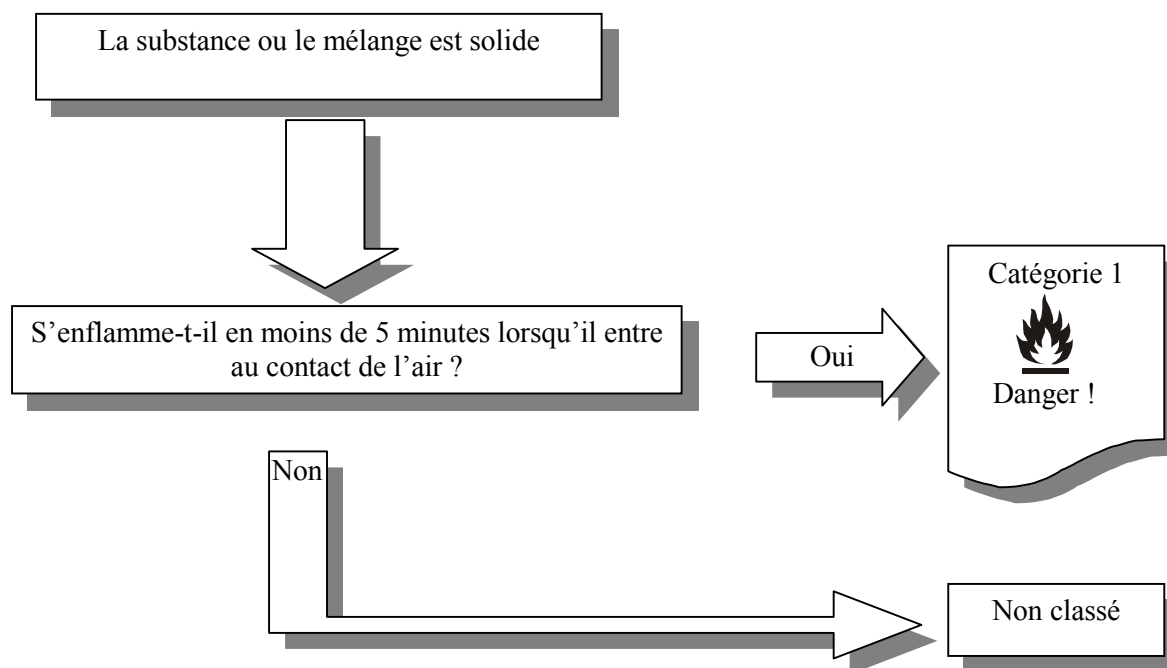 La substance ou le mélange est solide
S’enflamme-t-il en moins de 5 minutes lorsqu’il entre
au contact de l’air ?
Oui
Catégorie 1
Danger !
Non
Non classé